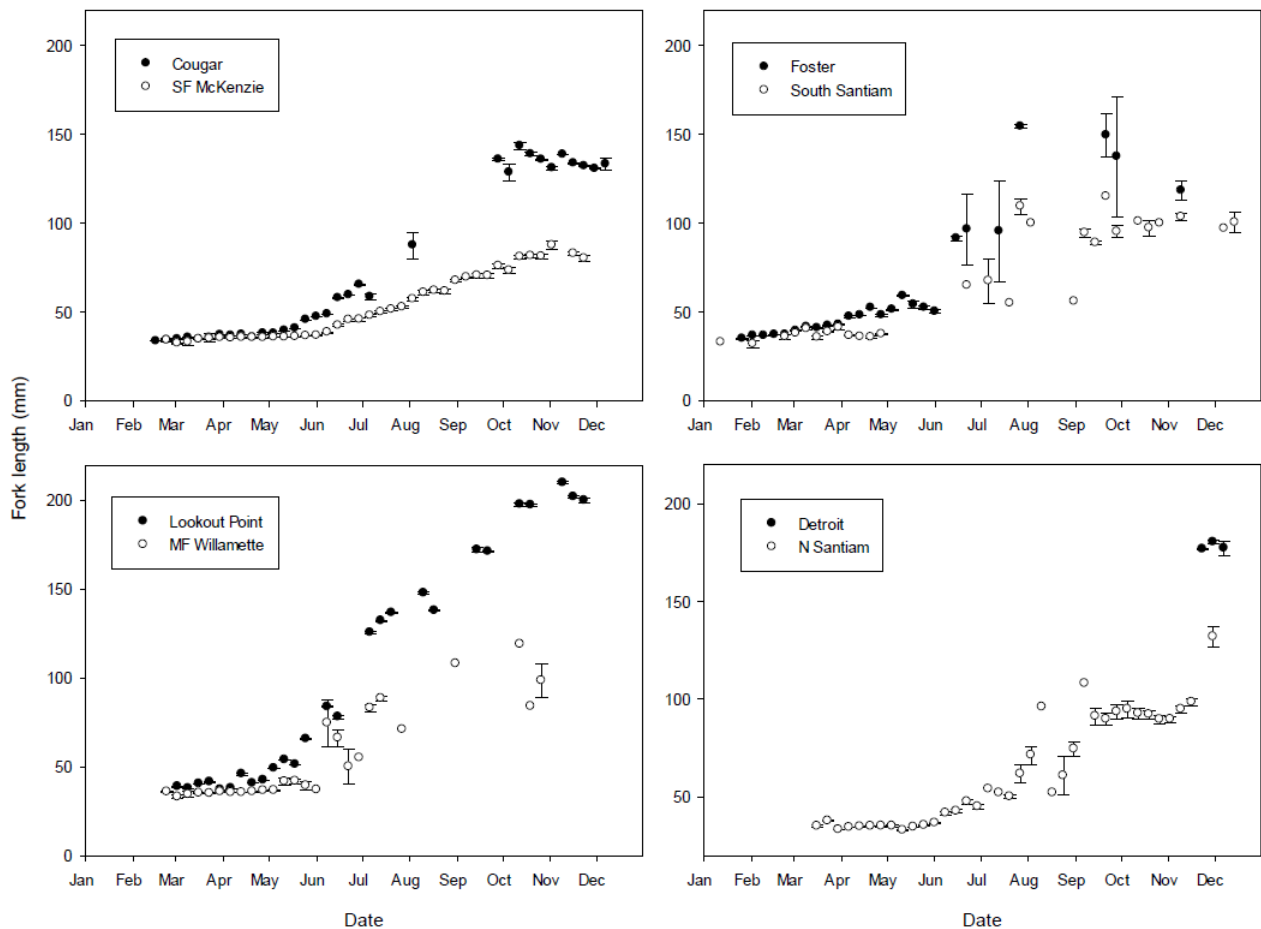 200
150
100
50
0
Cougar
SF McKenzie
Jan Feb Mar Apr May Jun Jul Aug Sep Oct Nov Dec
200
150
100
50
0
Foster
South Santiam
Jan Feb Mar Apr May Jun Jul Aug Sep Oct Nov Dec
Fork length (mm)
200
150
100
50
0
Lookout Point
MF Willamette
Jan Feb Mar Apr May Jun Jul Aug Sep Oct Nov Dec
Date
200
150
100
50
Detroit
N Santiam
Jan Feb Mar Apr May Jun Jul Aug Sep Oct Nov Dec
Date